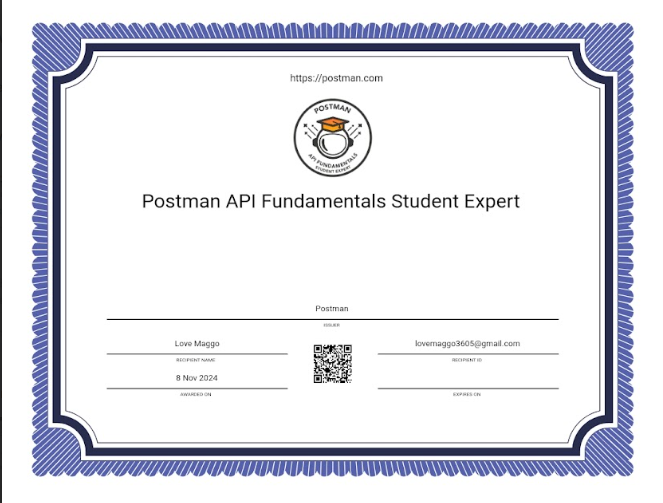 https://postman.com
POSTMAN
API FUNDAMENTALS
STUDENT EXPERT
Postman API Fundamentals Student Expert
Postman
ISSUER
Love Maggo
RECIPIENT NAME
lovemaggo3605@gmail.com
RECIPIENT ID
8 Nov 2024
AWARDED ON
EXPIRES ON